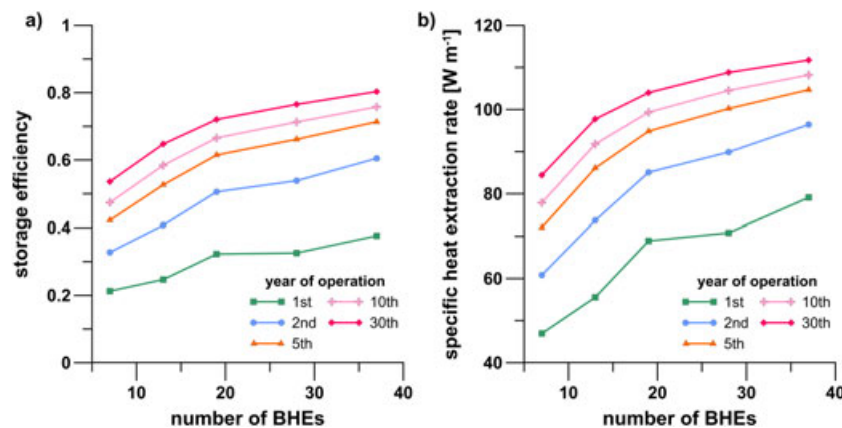 a)
storage efficiency
1
0.8
0.6
0.4
0.2
0
year of operation
1st 10th
2nd 30th
5th
10 20 30 40
number of BHEs
b)
specific heat extraction rate [W m⁻¹]
120
100
80
60
40
year of operation
1st 10th
2nd 30th
5th
10 20 30 40
number of BHEs